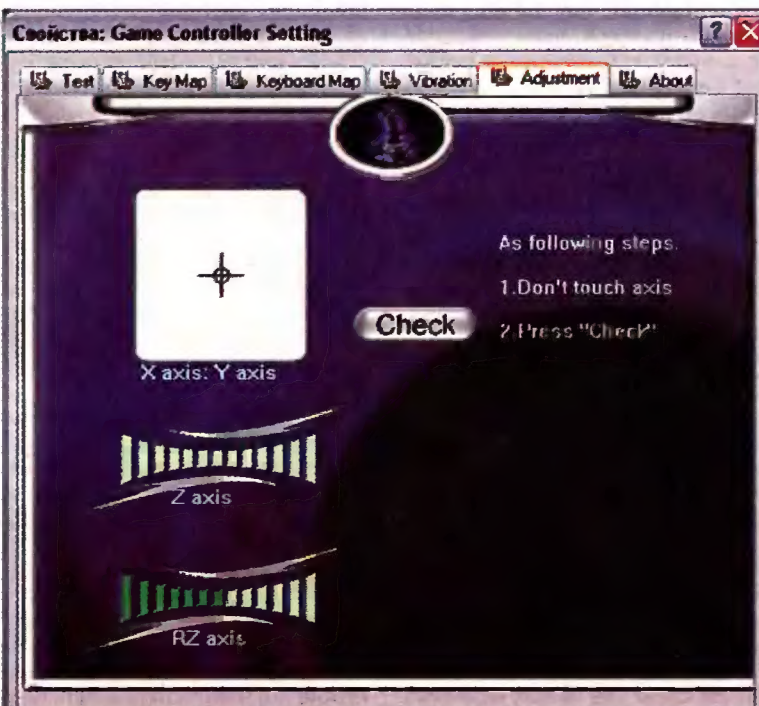 Свойства: Game Controller Setting
Test Key Map Keyboard Map Vibration Adjustment About
As following steps.
1.Don't touch axis
Check
2.Press "Check"
X axis: Y axis
Z axis
RZ axis